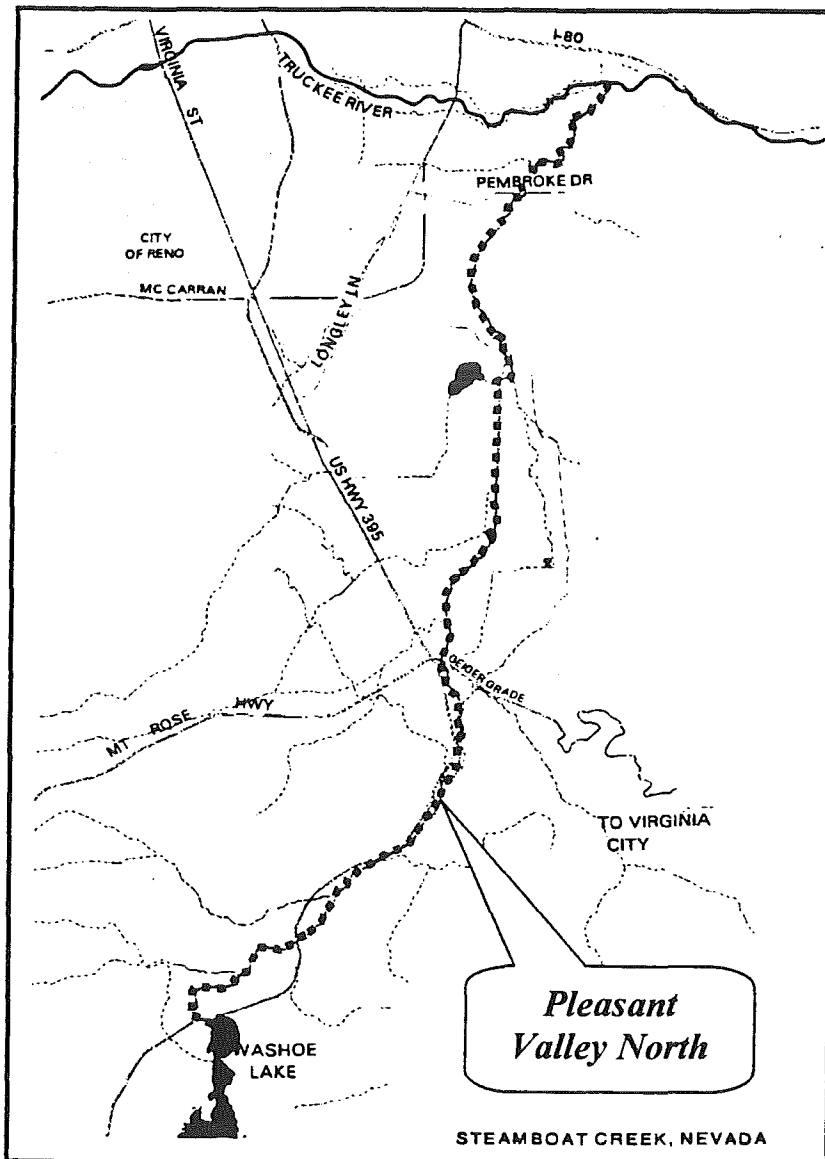 I-80
VIRGINIA ST
TRUCKEE RIVER
PEMBROKE DR
CITY
OF RENO
MC CARRAN
LONGLEY LN
US HWY 395
GEIGER GRADE
MT ROSE HWY
TO VIRGINIA
CITY
Pleasant
Valley North
WASHOE
LAKE
STEAMBOAT CREEK, NEVADA